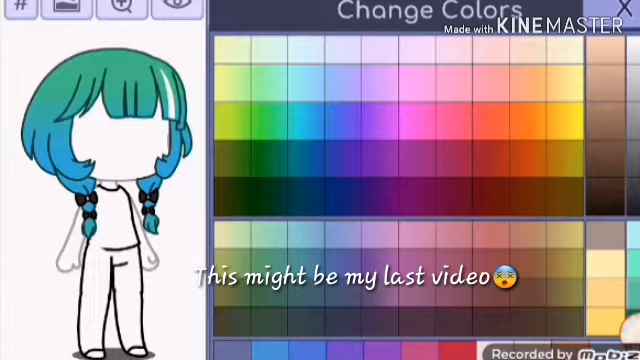 #
Change Colors
X
Made with KINEMASTER
This might be my last video😵
Recorded by